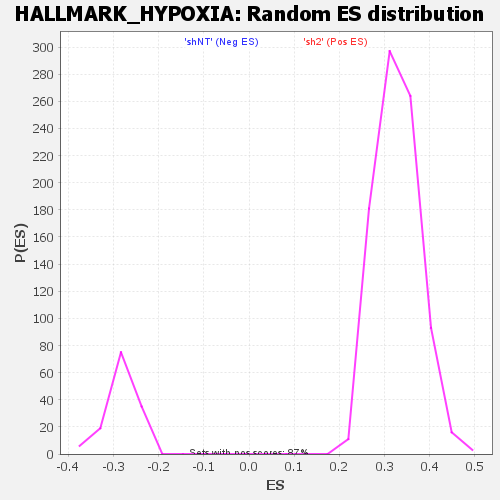 HALLMARK_HYPOXIA: Random ES distribution
'shNT' (Neg ES) 'sh2' (Pos ES)
300
280
260
240
220
200
180
160
140
120
100
80
60
40
20
0
P(ES)
Sets with pos scores: 87%
-0.4 -0.3 -0.2 -0.1 0.0 0.1 0.2 0.3 0.4 0.5
ES